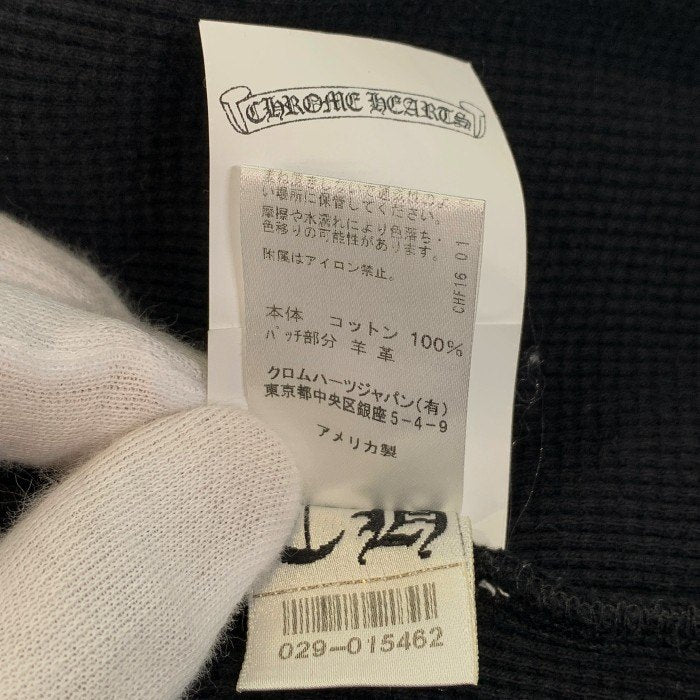 CHROME HEARTS
い場所に保管してください。
摩擦や水濡れにより色落ち・
色移りの可能性があります。
附属はアイロン禁止。
CHF16 01
本体 コットン 100%
パッチ部分 羊革
クロムハーツジャパン(有)
東京都中央区銀座5-4-9
アメリカ製
029-015462